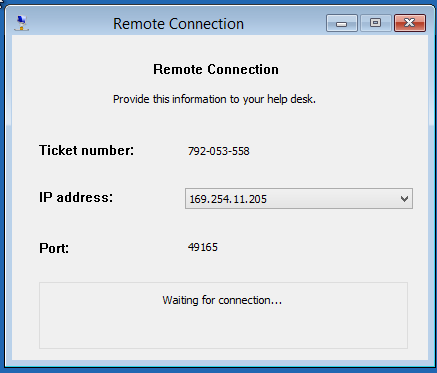 Remote Connection
Remote Connection
Provide this information to your help desk.
Ticket number: 792-053-558
IP address: 169.254.11.205
Port: 49165
Waiting for connection...